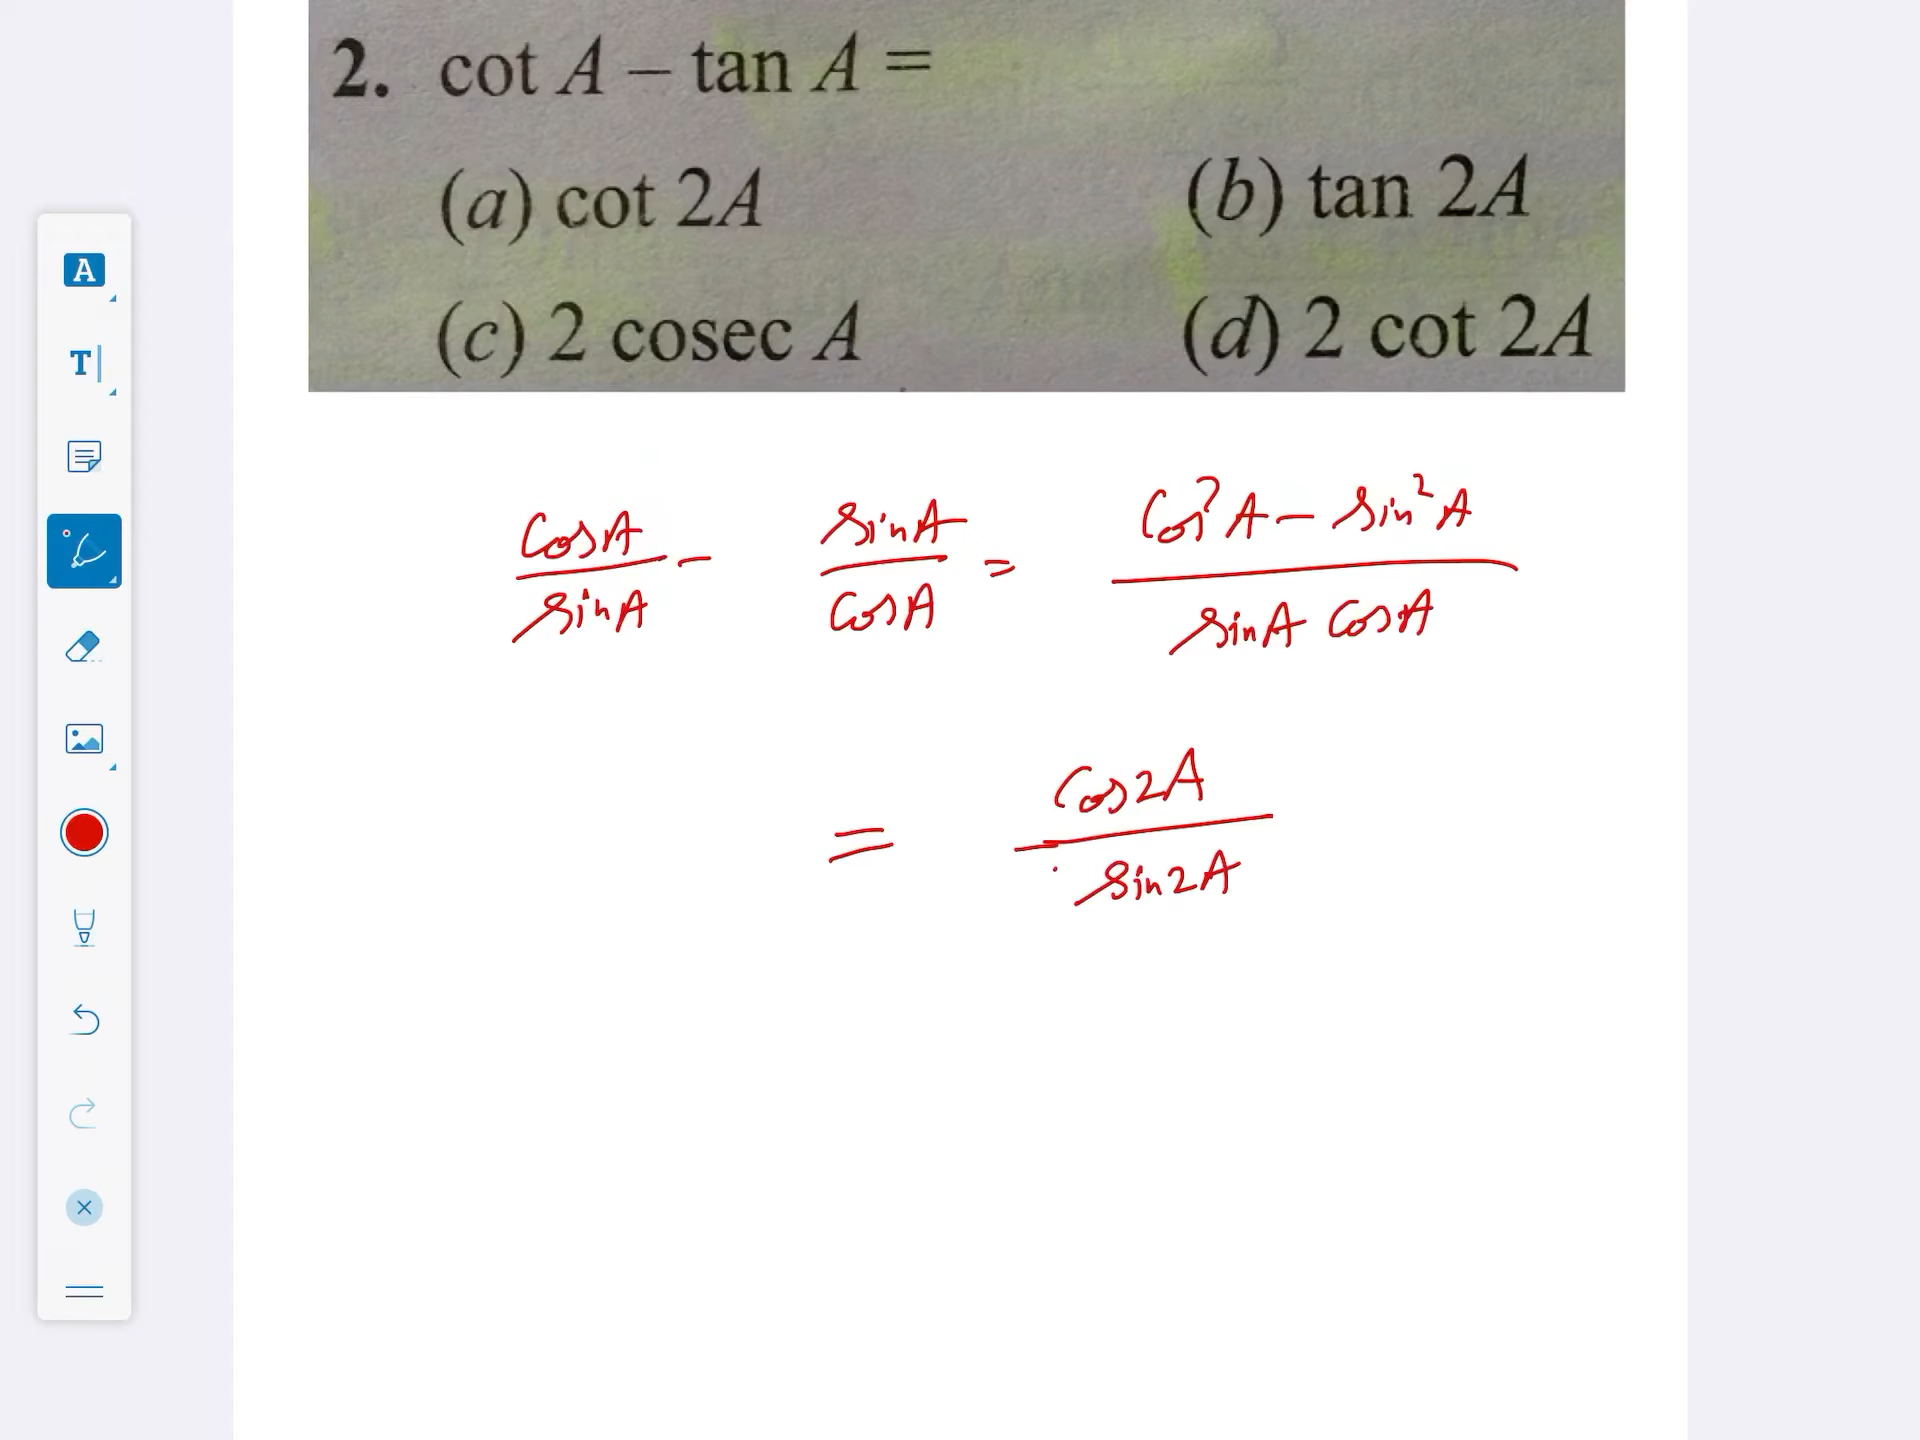 2. cot A – tan A =
(a) cot 2A (b) tan 2A
(c) 2 cosec A (d) 2 cot 2A
CosA/sinA - sinA/CosA = Cos²A - sin²A/sinA CosA
= Cos2A/sin2A